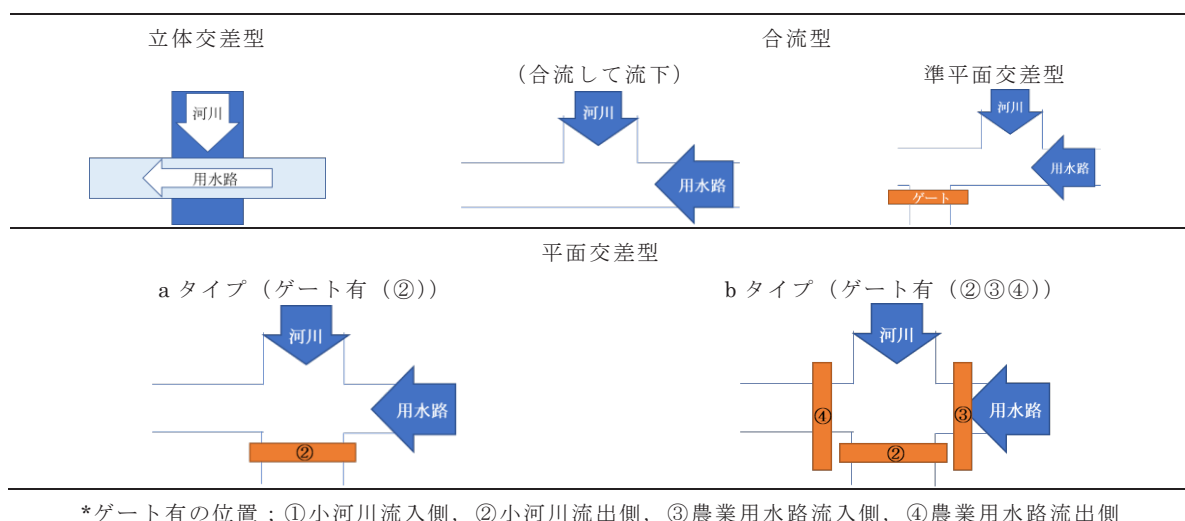 立体交差型
合流型
(合流して流下)
準平面交差型
河川
用水路
河川
用水路
河川
用水路
ゲート
平面交差型
a タイプ（ゲート有（②））
b タイプ（ゲート有（②③④））
河川
用水路
②
河川
用水路
④
③
②
*ゲート有の位置；①小河川流入側，②小河川流出側，③農業用水路流入側，④農業用水路流出側